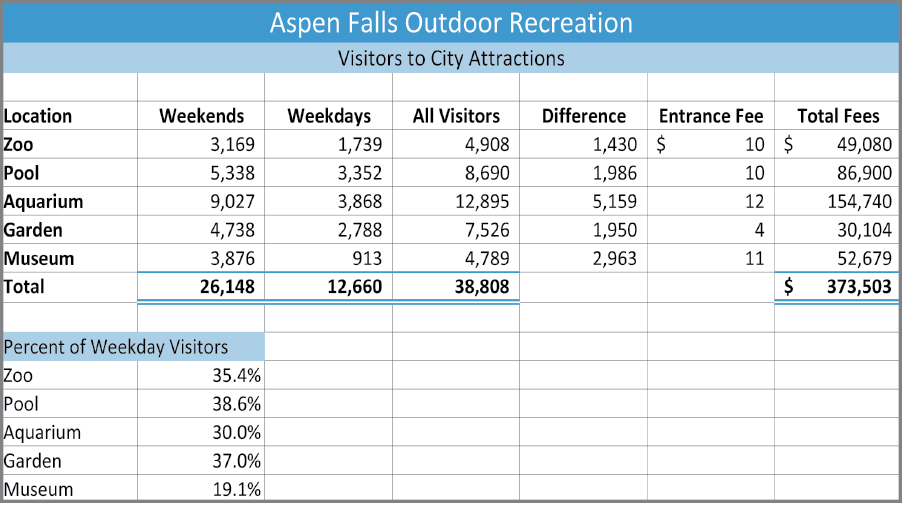 Aspen Falls Outdoor Recreation
Visitors to City Attractions
Location Weekends Weekdays All Visitors Difference Entrance Fee Total Fees
Zoo 3,169 1,739 4,908 1,430 $ 10 $ 49,080
Pool 5,338 3,352 8,690 1,986 10 86,900
Aquarium 9,027 3,868 12,895 5,159 12 154,740
Garden 4,738 2,788 7,526 1,950 4 30,104
Museum 3,876 913 4,789 2,963 11 52,679
Total 26,148 12,660 38,808 $ 373,503
Percent of Weekday Visitors
Zoo 35.4%
Pool 38.6%
Aquarium 30.0%
Garden 37.0%
Museum 19.1%